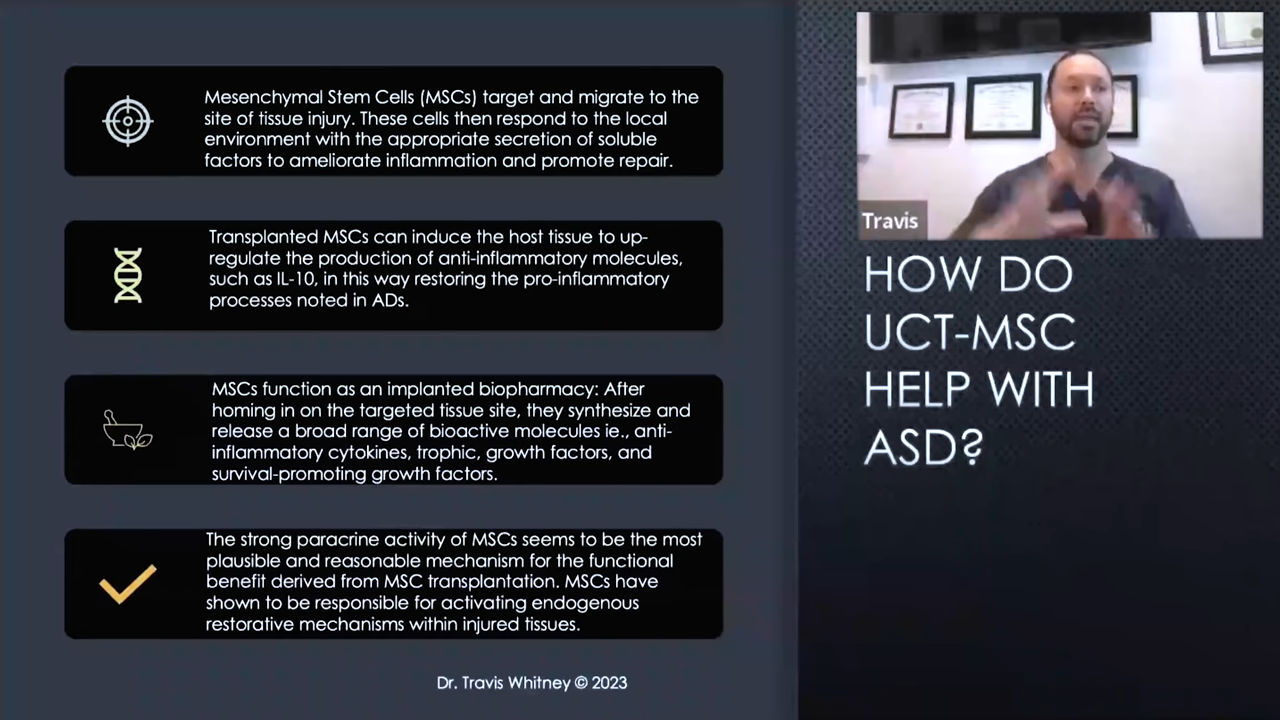 Mesenchymal Stem Cells (MSCs) target and migrate to the
site of tissue injury. These cells then respond to the local
environment with the appropriate secretion of soluble
factors to ameliorate inflammation and promote repair.
Transplanted MSCs can induce the host tissue to up-
regulate the production of anti-inflammatory molecules,
such as IL-10, in this way restoring the pro-inflammatory
processes noted in ADs.
MSCs function as an implanted biopharmacy: After
homing in on the targeted tissue site, they synthesize and
release a broad range of bioactive molecules ie., anti-
inflammatory cytokines, trophic, growth factors, and
survival-promoting growth factors.
The strong paracrine activity of MSCs seems to be the most
plausible and reasonable mechanism for the functional
benefit derived from MSC transplantation. MSCs have
shown to be responsible for activating endogenous
restorative mechanisms within injured tissues.
Dr. Travis Whitney © 2023
Travis
HOW DO
UCT-MSC
HELP WITH
ASD?